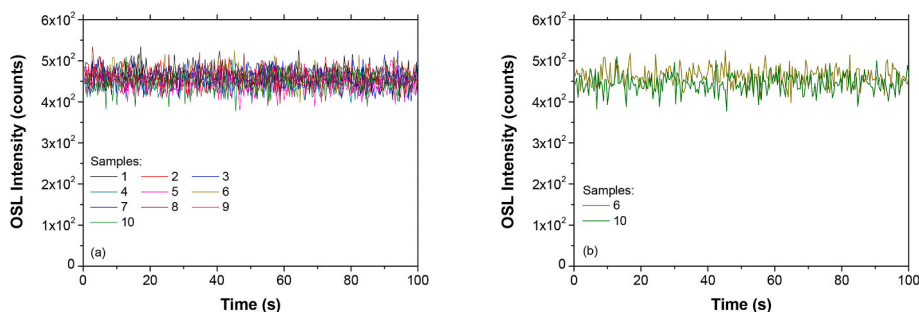 OSL Intensity (counts)
6x10²
5x10²
4x10²
3x10²
2x10²
1x10²
0
Samples:
1 2 3
4 5 6
7 8 9
10
(a)
0 20 40 60 80 100
Time (s)
OSL Intensity (counts)
6x10²
5x10²
4x10²
3x10²
2x10²
1x10²
0
Samples:
6
10
(b)
0 20 40 60 80 100
Time (s)